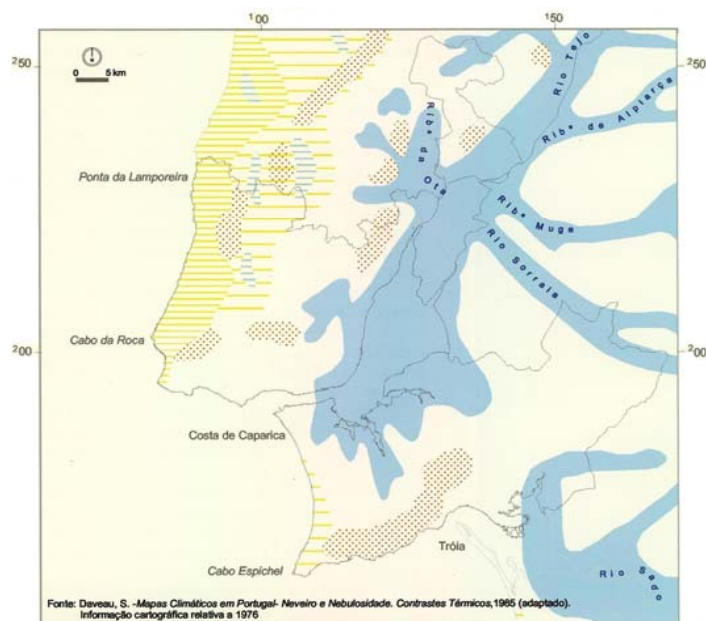 100
150
250
250
0 5 km
Rio Tejo
Ribª de Alpiarça
Ribª da Ota
Ponta da Lamporeira
Ribª Muge
Rio Sorraia
Cabo da Roca
200
200
Costa de Caparica
Tróia
Cabo Espichel
Rio Sado
Fonte: Daveau, S. -Mapas Climáticos em Portugal- Neveiro e Nebulosidade. Contrastes Térmicos,1985 (adaptado).
Informação cartográfica relativa a 1976